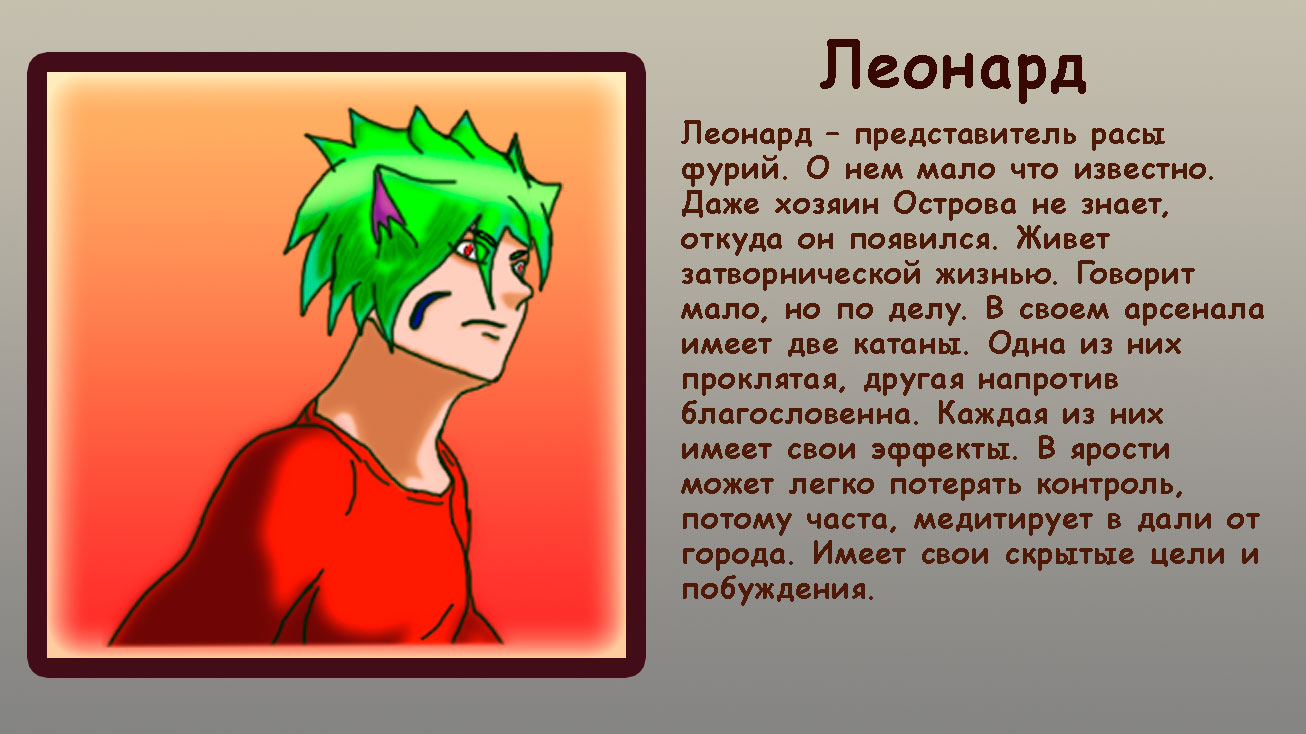 Леонард
Леонард – представитель расы
фурий. О нем мало что известно.
Даже хозяин Острова не знает,
откуда он появился. Живет
затворнической жизнью. Говорит
мало, но по делу. В своем арсенала
имеет две катаны. Одна из них
проклятая, другая напротив
благословенна. Каждая из них
имеет свои эффекты. В ярости
может легко потерять контроль,
потому часта, медитирует в дали от
города. Имеет свои скрытые цели и
побуждения.